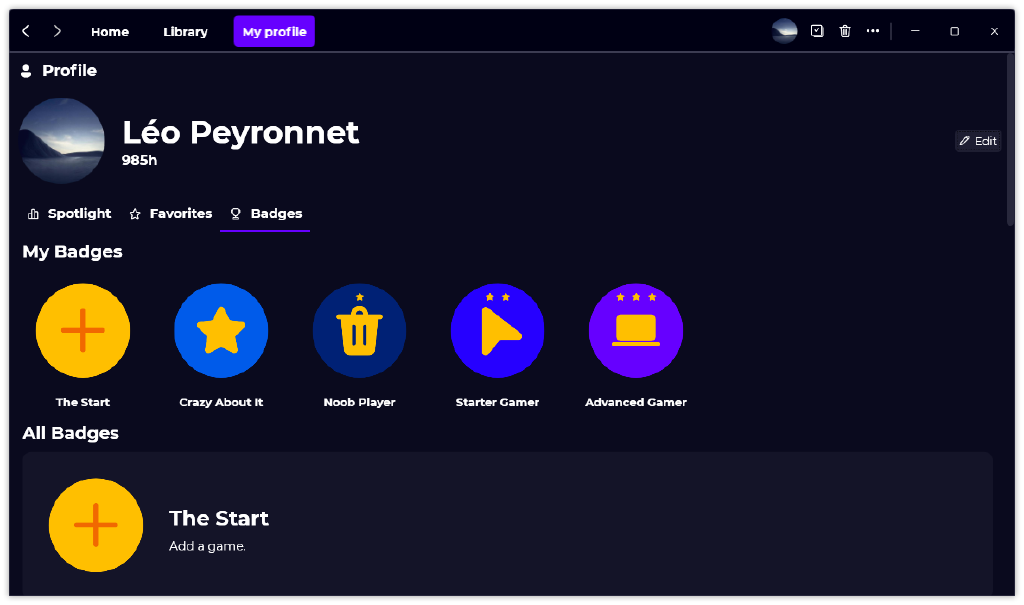 Home Library My profile
Profile
Léo Peyronnet
985h
Edit
Spotlight Favorites Badges
My Badges
The Start Crazy About It Noob Player Starter Gamer Advanced Gamer
All Badges
The Start
Add a game.